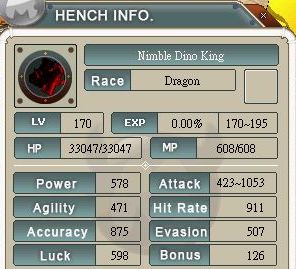 HENCH INFO.
Nimble Dino King
Race Dragon
LV 170 EXP 0.00% 170~195
HP 33047/33047 MP 608/608
Power 578 Attack 423~1053
Agility 471 Hit Rate 911
Accuracy 875 Evasion 507
Luck 598 Bonus 126